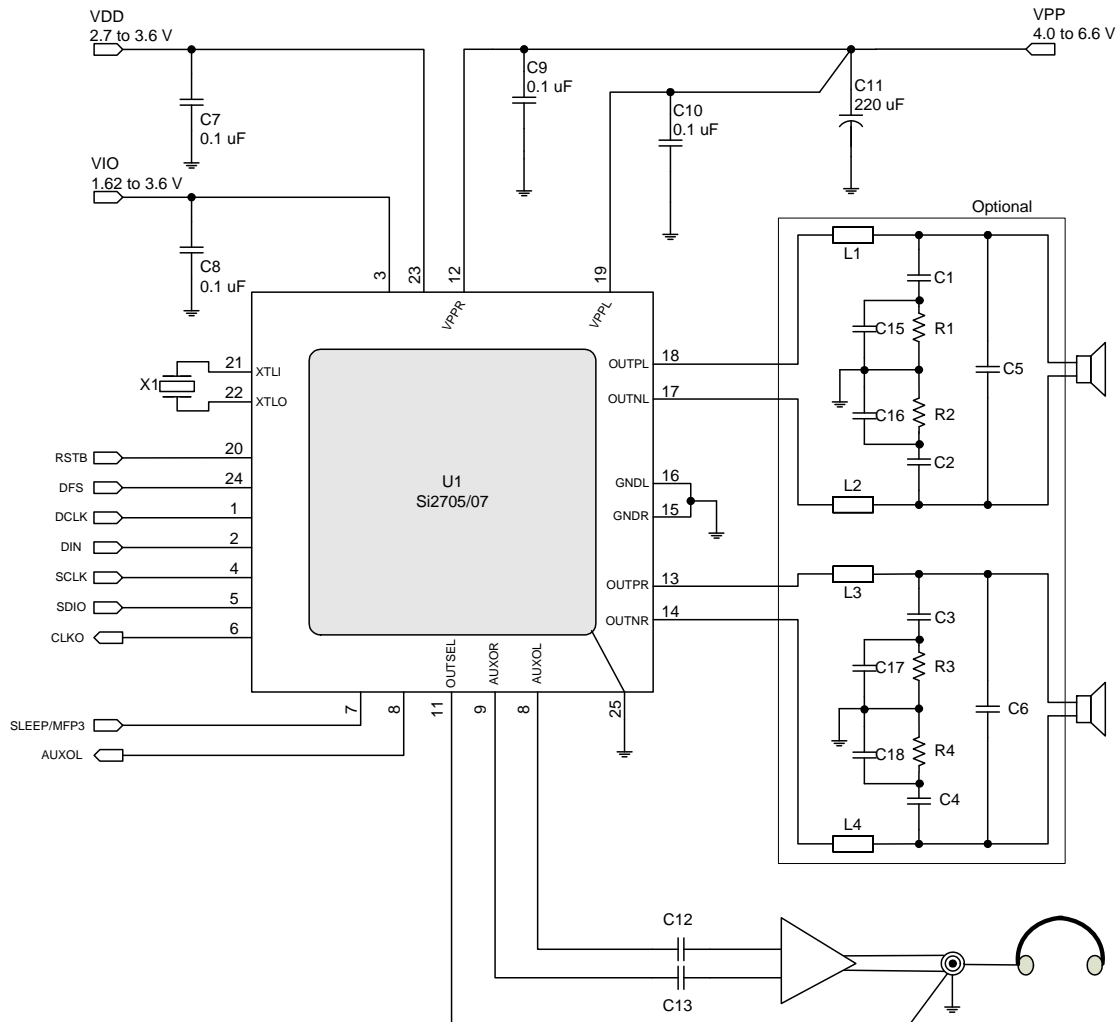 VDD
2.7 to 3.6 V
VPP
4.0 to 6.6 V
C9
0.1 uF
C11
220 uF
C10
0.1 uF
C7
0.1 uF
VIO
1.62 to 3.6 V
C8
0.1 uF
Optional
3
23
12
19
VPPR
VPPL
L1
C1
C15
R1
C5
C16
R2
C2
L2
X1
21
XTLI
22
XTLO
OUTPL
18
OUTNL
17
RSTB
20
DFS
24
DCLK
1
DIN
2
SCLK
4
SDIO
5
CLKO
6
U1
Si2705/07
GNDL
16
GNDR
15
OUTPR
13
OUTNR
14
L3
C3
C17
R3
C6
C18
R4
C4
L4
OUTSEL
AUXOR
AUXOL
7
8
11
9
8
25
SLEEP/MFP3
AUXOL
C12
C13